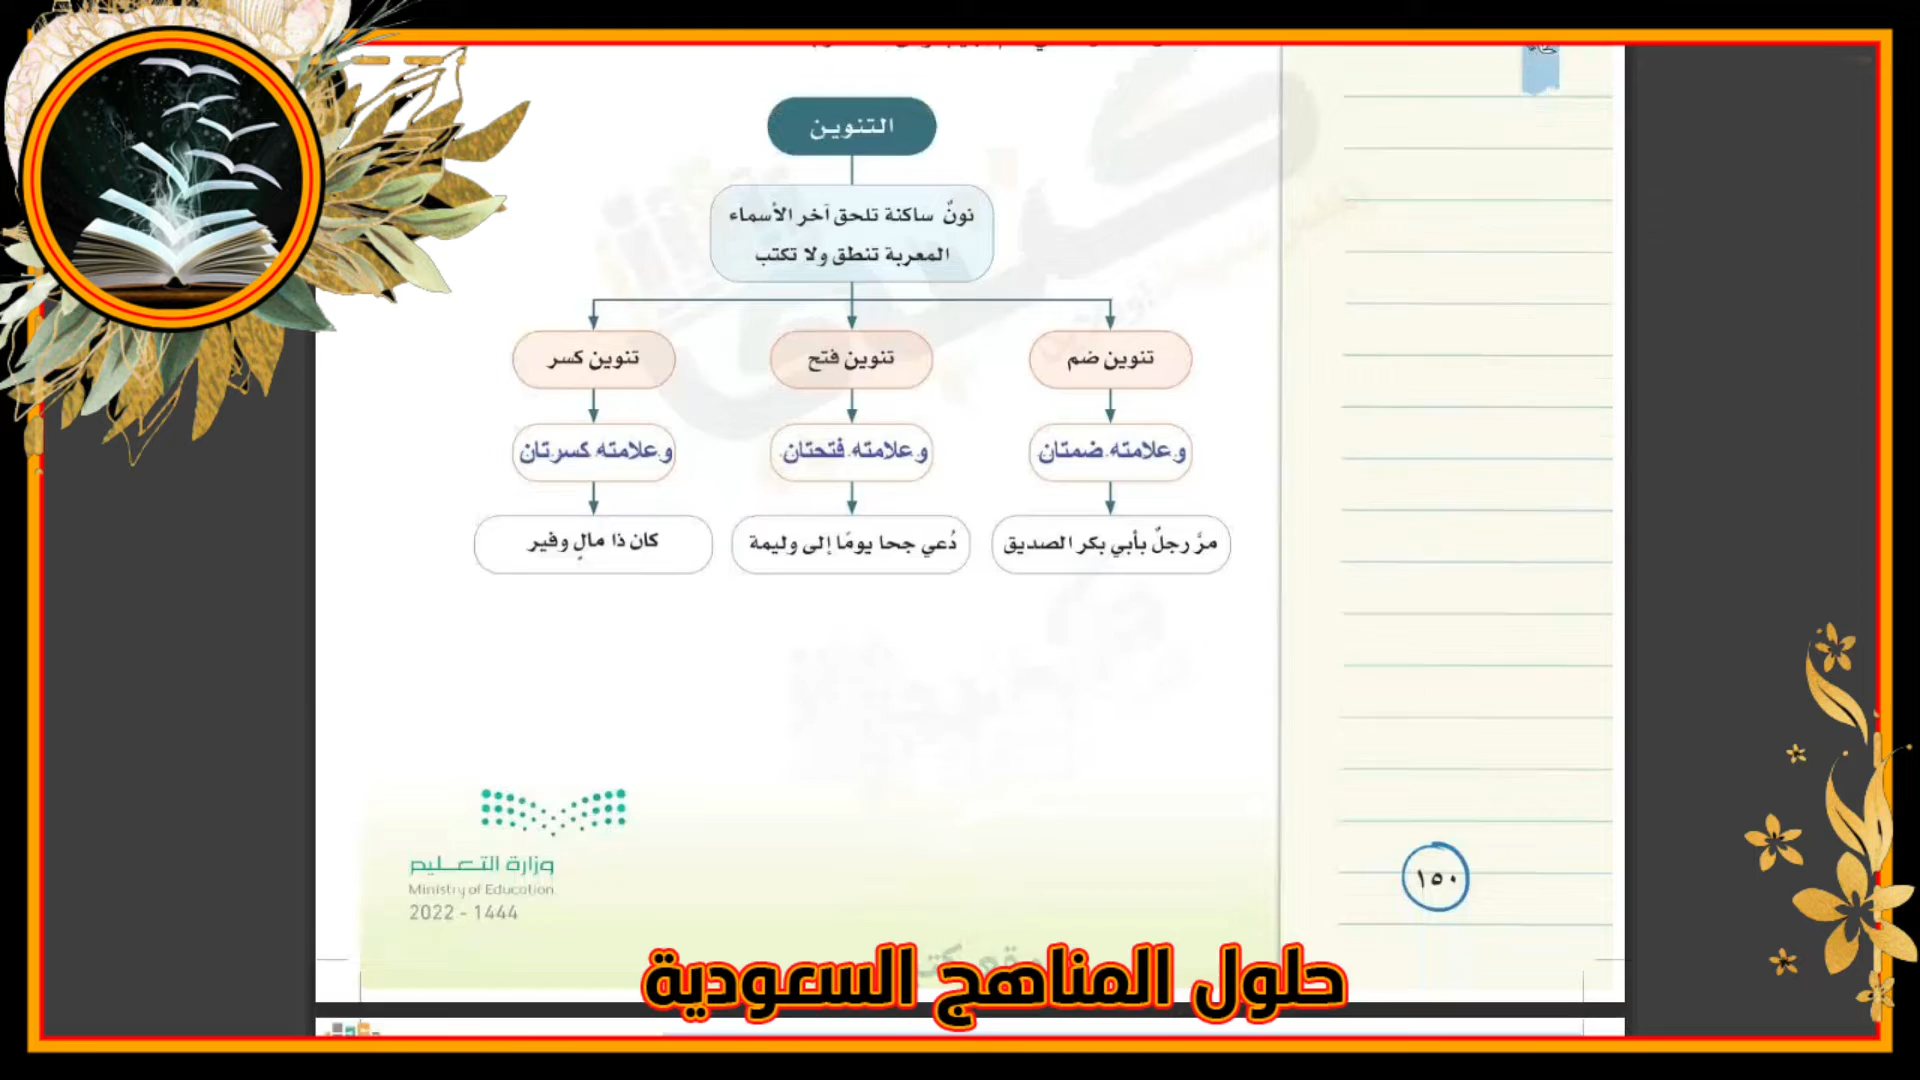 التنوين
نونٌ ساكنة تلحق آخر الأسماء
المعربة تنطق ولا تكتب
تنوين ضم
تنوين فتح
تنوين كسر
وعلامته ضمتان
وعلامته فتحتان
وعلامته كسرتان
مرَّ رجلٌ بأبي بكر الصديق
دُعي جحا يومًا إلى وليمة
كان ذا مالٍ وفير
وزارة التعـلـيم
Ministry of Education
2022 - 1444
١٥٠
حلول المناهج السعودية